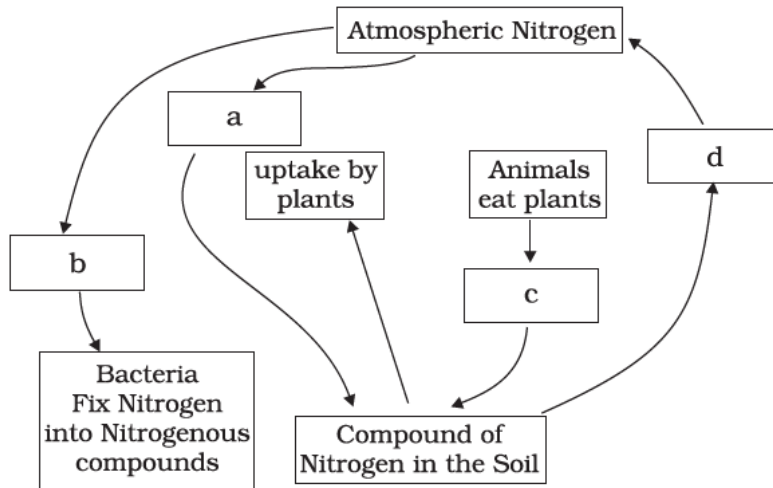 Atmospheric Nitrogen
a
d
uptake by
plants
Animals
eat plants
b
c
Bacteria
Fix Nitrogen
into Nitrogenous
compounds
Compound of
Nitrogen in the Soil